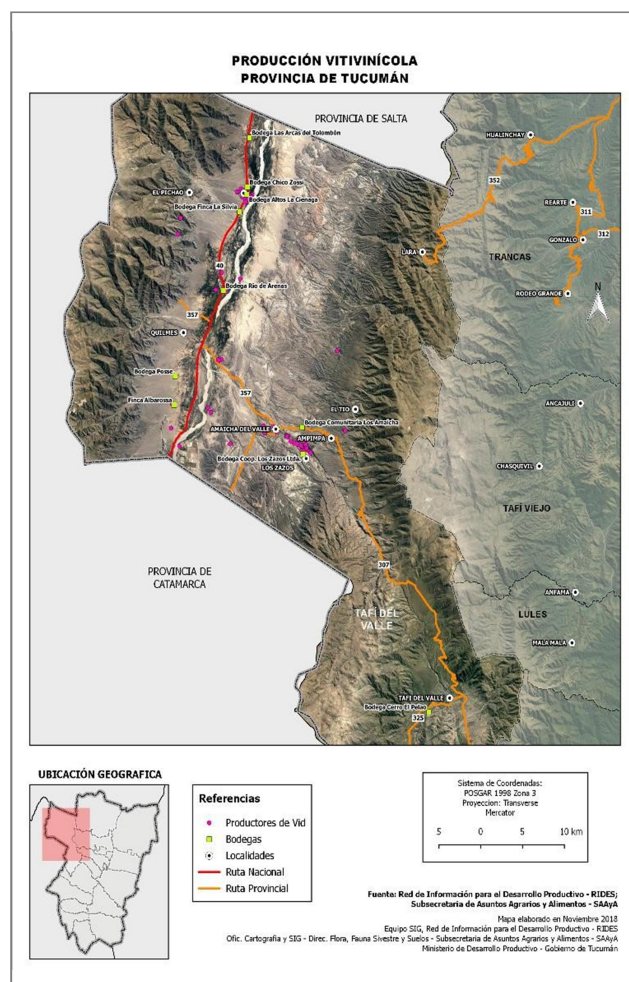 PRODUCCIÓN VITIVINÍCOLA
PROVINCIA DE TUCUMÁN
PROVINCIA DE SALTA
Bodega Las Arcas del Tolombón
HUALINCHAY
352
EL PICHAO
Bodega Chico Zossi
Bodega Altos La Cienaga
Bodega Finca La Silvia
REARTE
311
GONZALO
312
LARA
TRANCAS
40
Bodega Rio de Arenas
RODEO GRANDE
N
357
QUILMES
Bodega Posse
357
Finca Albarossa
EL TIO
ANCAJULI
AMAICHA DEL VALLE
Bodega Comunitaria Los Amaicha
AMPIMPA
Bodega Coop. Los Zazos Ltda.
LOS ZAZOS
CHASQUIVIL
TAFÍ VIEJO
PROVINCIA DE
CATAMARCA
307
TAFÍ DEL
VALLE
ANFAMA
LULES
MALA MALA
TAFI DEL VALLE
Bodega Cerro El Pelao
325
UBICACIÓN GEOGRAFICA
Referencias
Productores de Vid
Bodegas
Localidades
Ruta Nacional
Ruta Provincial
Sistema de Coordenadas:
POSGAR 1998 Zona 3
Proyeccion: Transverse
Mercator
5 0 5 10 km
Fuente: Red de Información para el Desarrollo Productivo - RIDES;
Subsecretaria de Asuntos Agrarios y Alimentos - SAAyA
Mapa elaborado en Noviembre 2018
Equipo SIG, Red de Información para el Desarrollo Productivo - RIDES
Ofic. Cartografia y SIG - Direc. Flora, Fauna Sivestre y Suelos - Subsecretaria de Asuntos Agrarios y Alimentos - SAAyA
Ministerio de Desarrollo Productivo - Gobierno de Tucumán